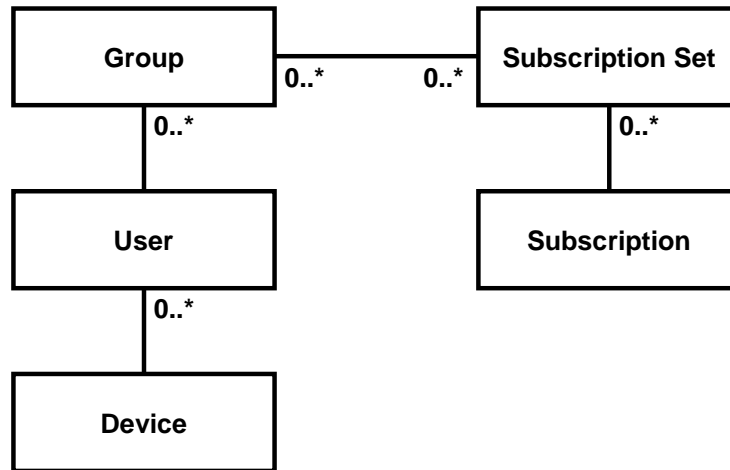 Group
Subscription Set
0..*
0..*
0..*
0..*
User
Subscription
0..*
Device